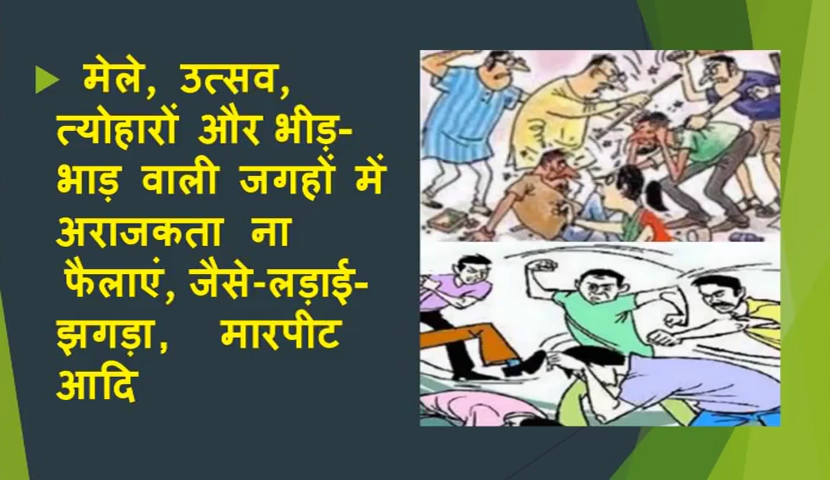 मेले, उत्सव,
त्योहारों और भीड़-
भाड़ वाली जगहों में
अराजकता ना
फैलाएं, जैसे-लड़ाई-
झगड़ा, मारपीट
आदि